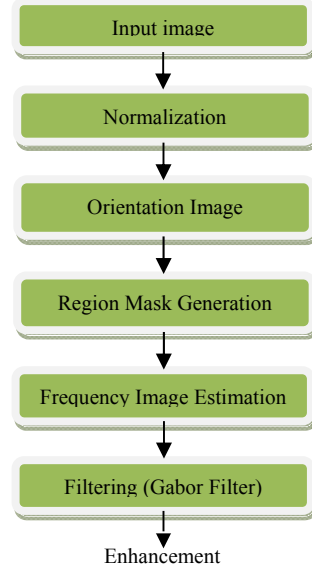 Input image
Normalization
Orientation Image
Region Mask Generation
Frequency Image Estimation
Filtering (Gabor Filter)
Enhancement